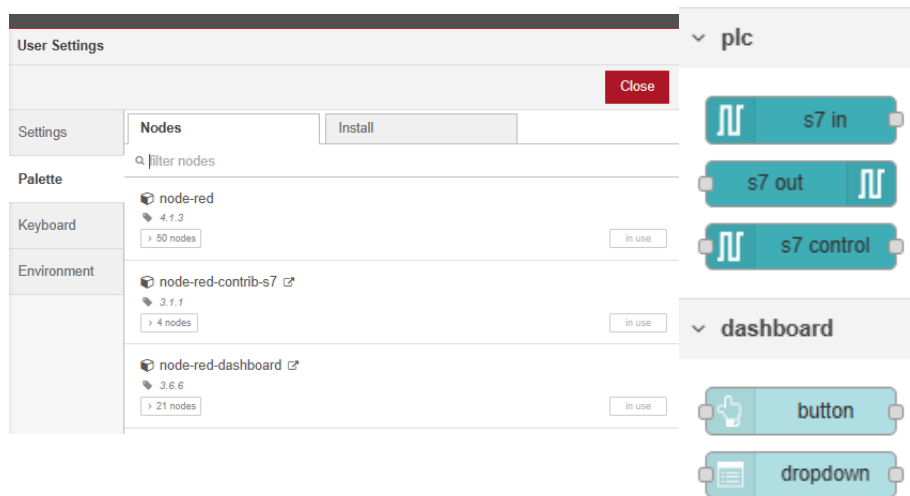 User Settings
Close
Settings
Palette
Keyboard
Environment
Nodes
Install
filter nodes
node-red
4.1.3
> 50 nodes
in use
node-red-contrib-s7
3.1.1
> 4 nodes
in use
node-red-dashboard
3.6.6
> 21 nodes
in use
plc
s7 in
s7 out
s7 control
dashboard
button
dropdown